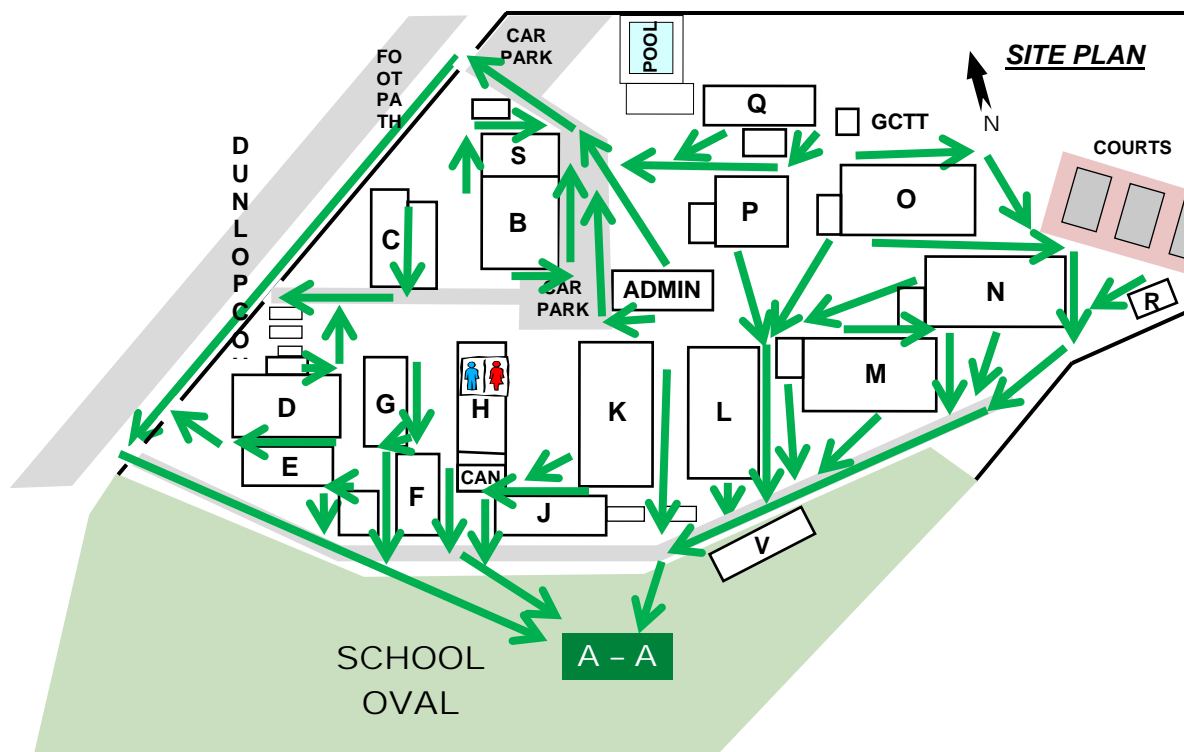 CAR
PARK
FO
OT
PA
TH
POOL
SITE PLAN
N
Q
GCTT
COURTS
D
U
N
L
O
P
C
O
S
B
C
P
O
CAR
PARK
ADMIN
N
R
D
G
H
K
L
M
E
F
CAN
J
V
SCHOOL
OVAL
A – A